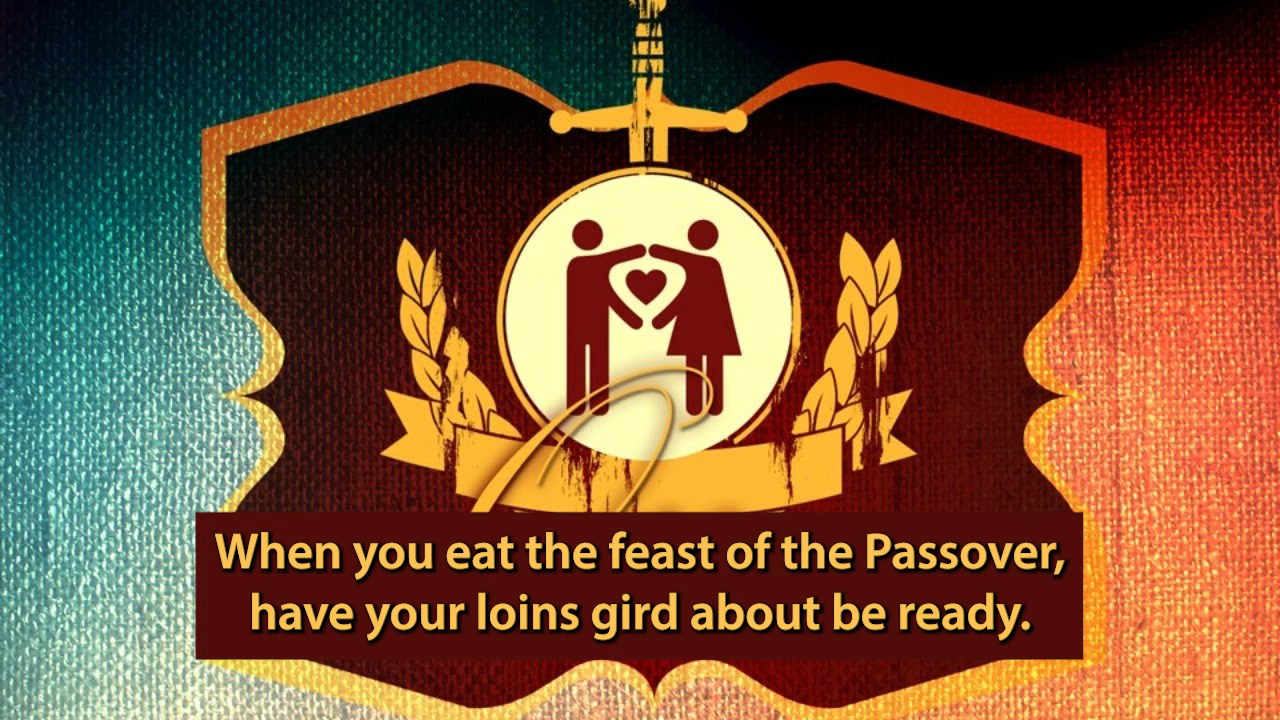 When you eat the feast of the Passover,
have your loins gird about be ready.